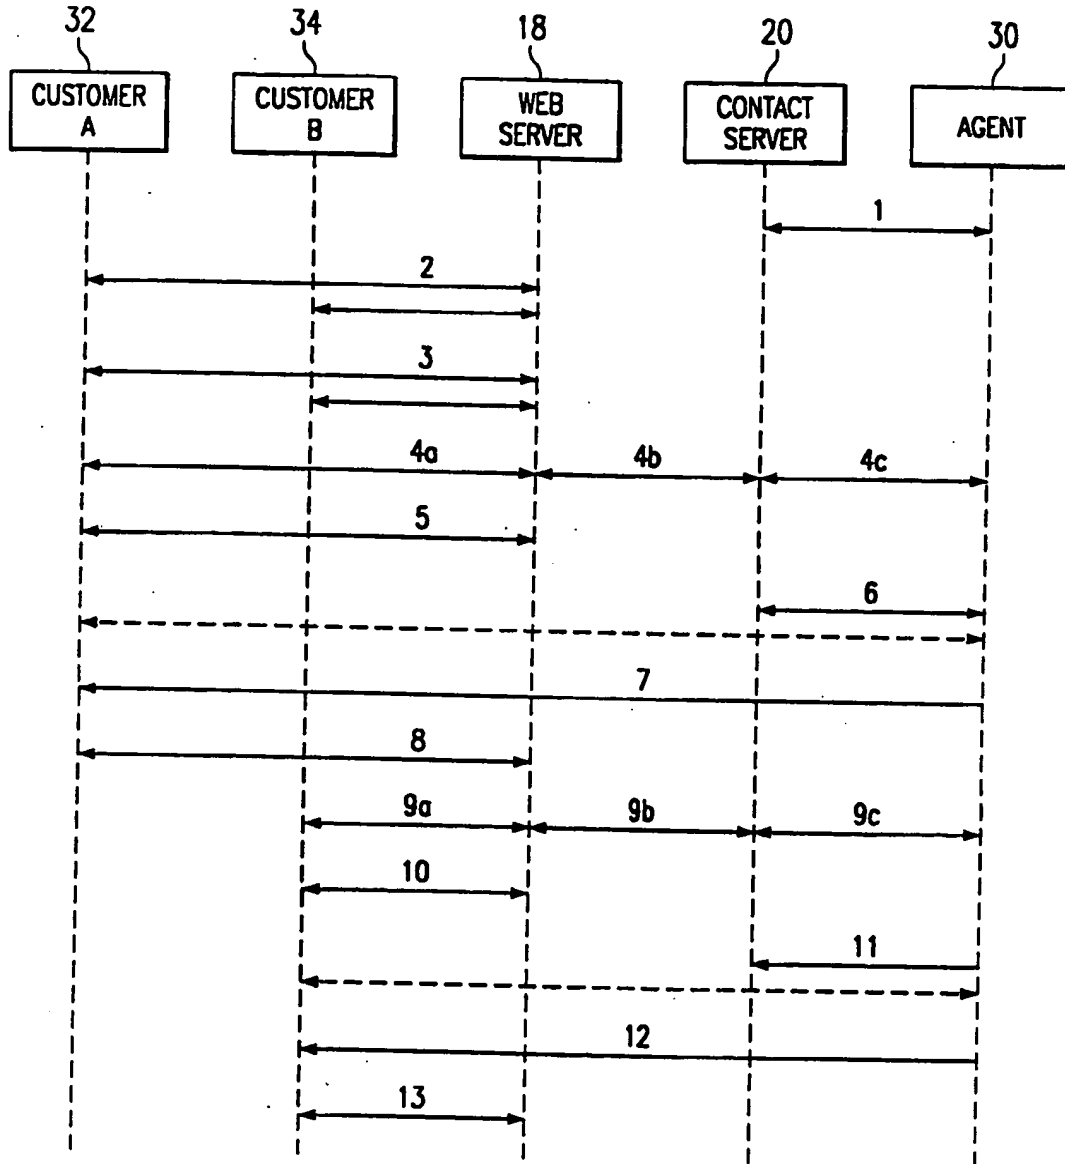 32
34
18
20
30
CUSTOMER
A
CUSTOMER
B
WEB
SERVER
CONTACT
SERVER
AGENT
1
2
3
4a
4b
4c
5
6
7
8
9a
9b
9c
10
11
12
13